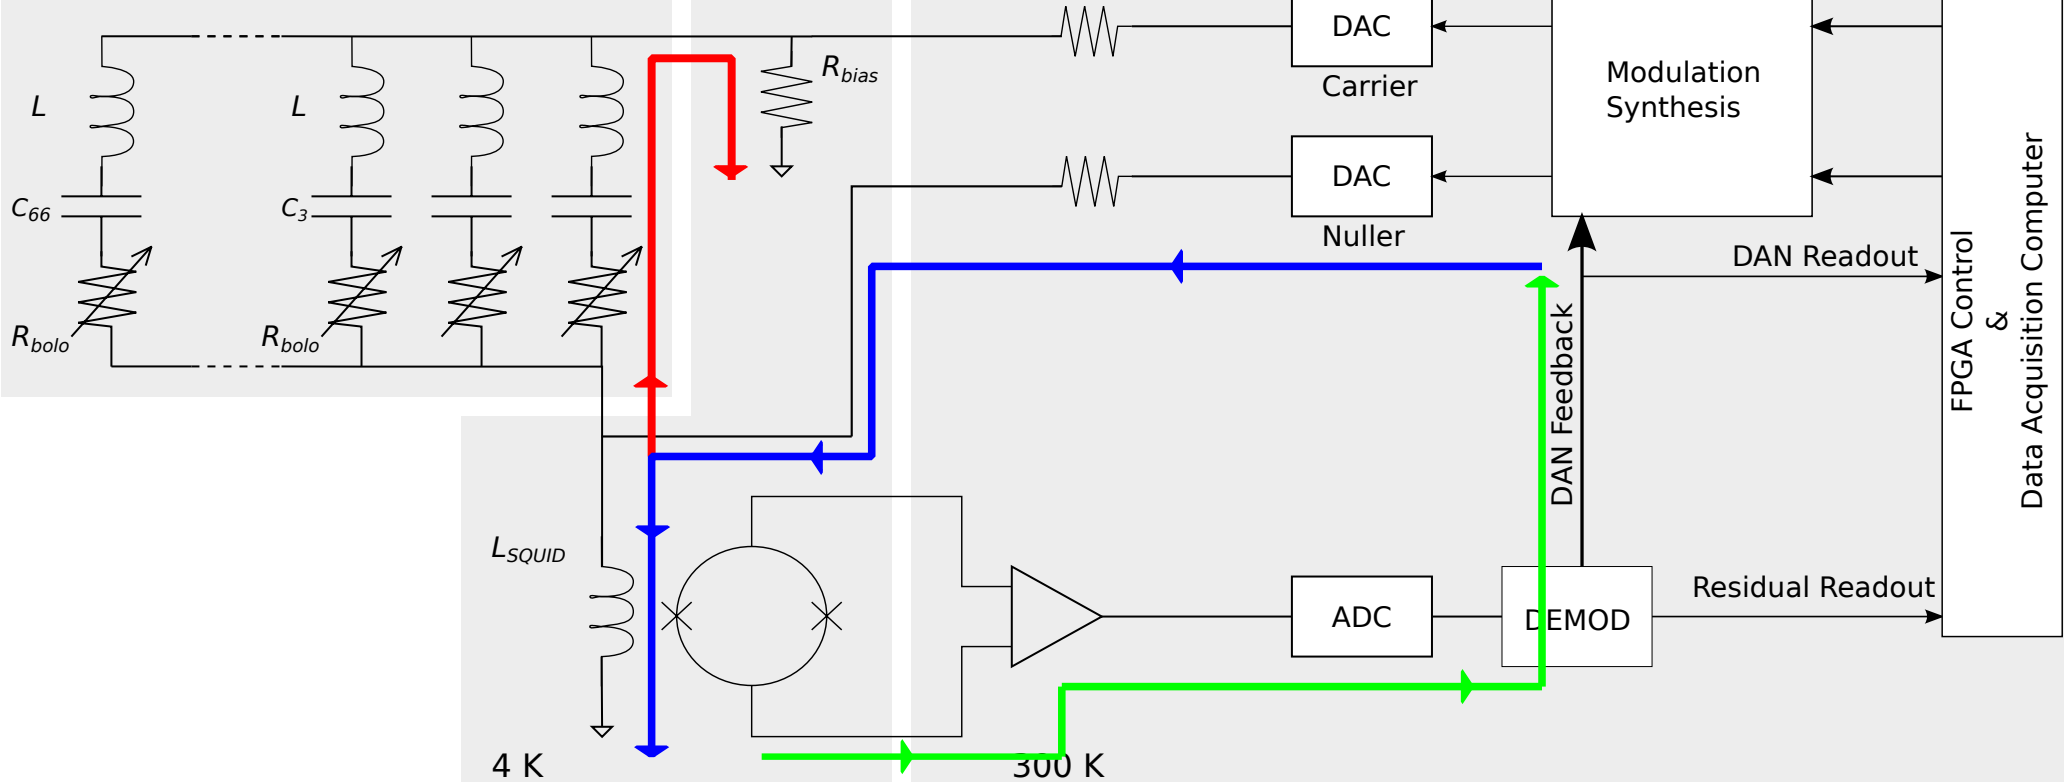 DAC
Carrier
Modulation
Synthesis
R_bias
L
L
DAC
Nuller
C_66
C_3
R_bolo
R_bolo
DAN Readout
DAN Feedback
FPGA Control
&
Data Acquisition Computer
L_SQUID
ADC
DEMOD
Residual Readout
4 K
300 K